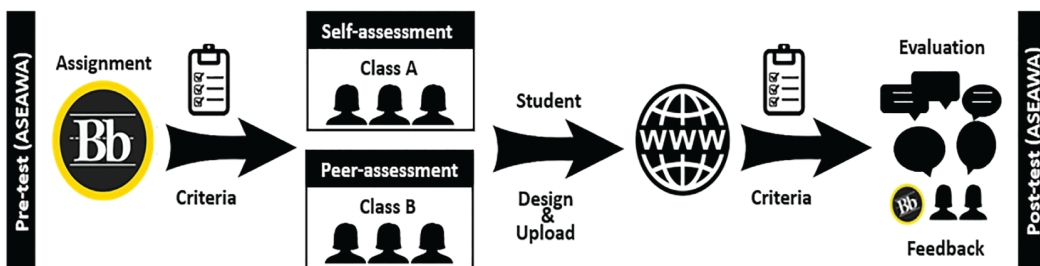 Pre-test (ASEAWA)
Assignment
Bb
Criteria
Self-assessment
Class A
Peer-assessment
Class B
Student
Design
&
Upload
WWW
Criteria
Evaluation
Bb
Feedback
Post-test (ASEAWA)